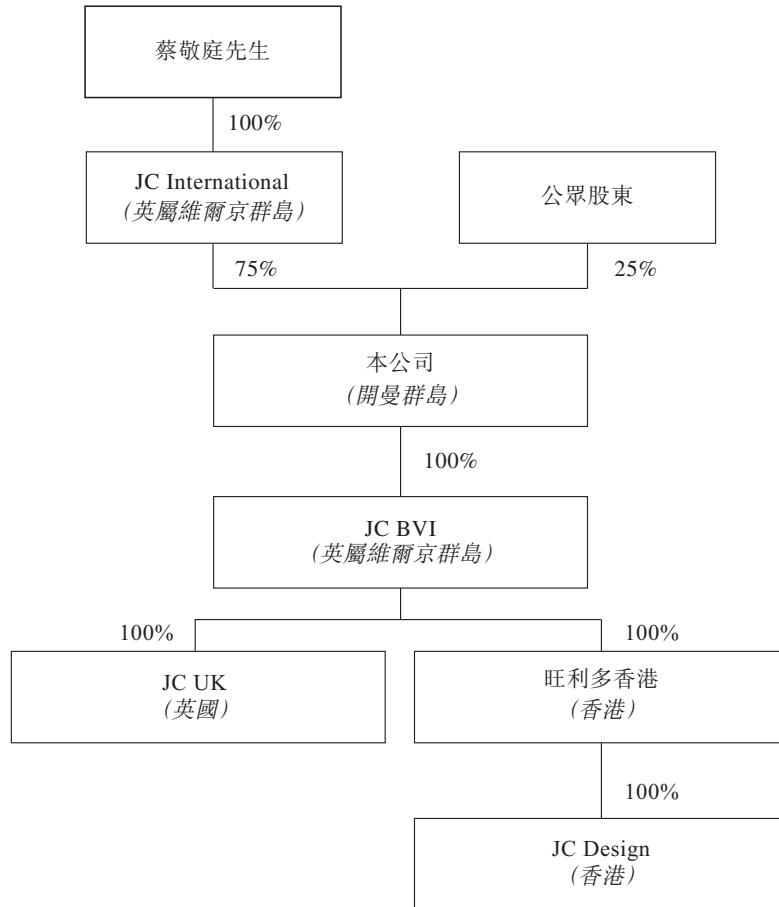 蔡敬庭先生
100%
JC International
(英屬維爾京群島)
公眾股東
75%
25%
本公司
(開曼群島)
100%
JC BVI
(英屬維爾京群島)
100%
100%
JC UK
(英國)
旺利多香港
(香港)
100%
JC Design
(香港)